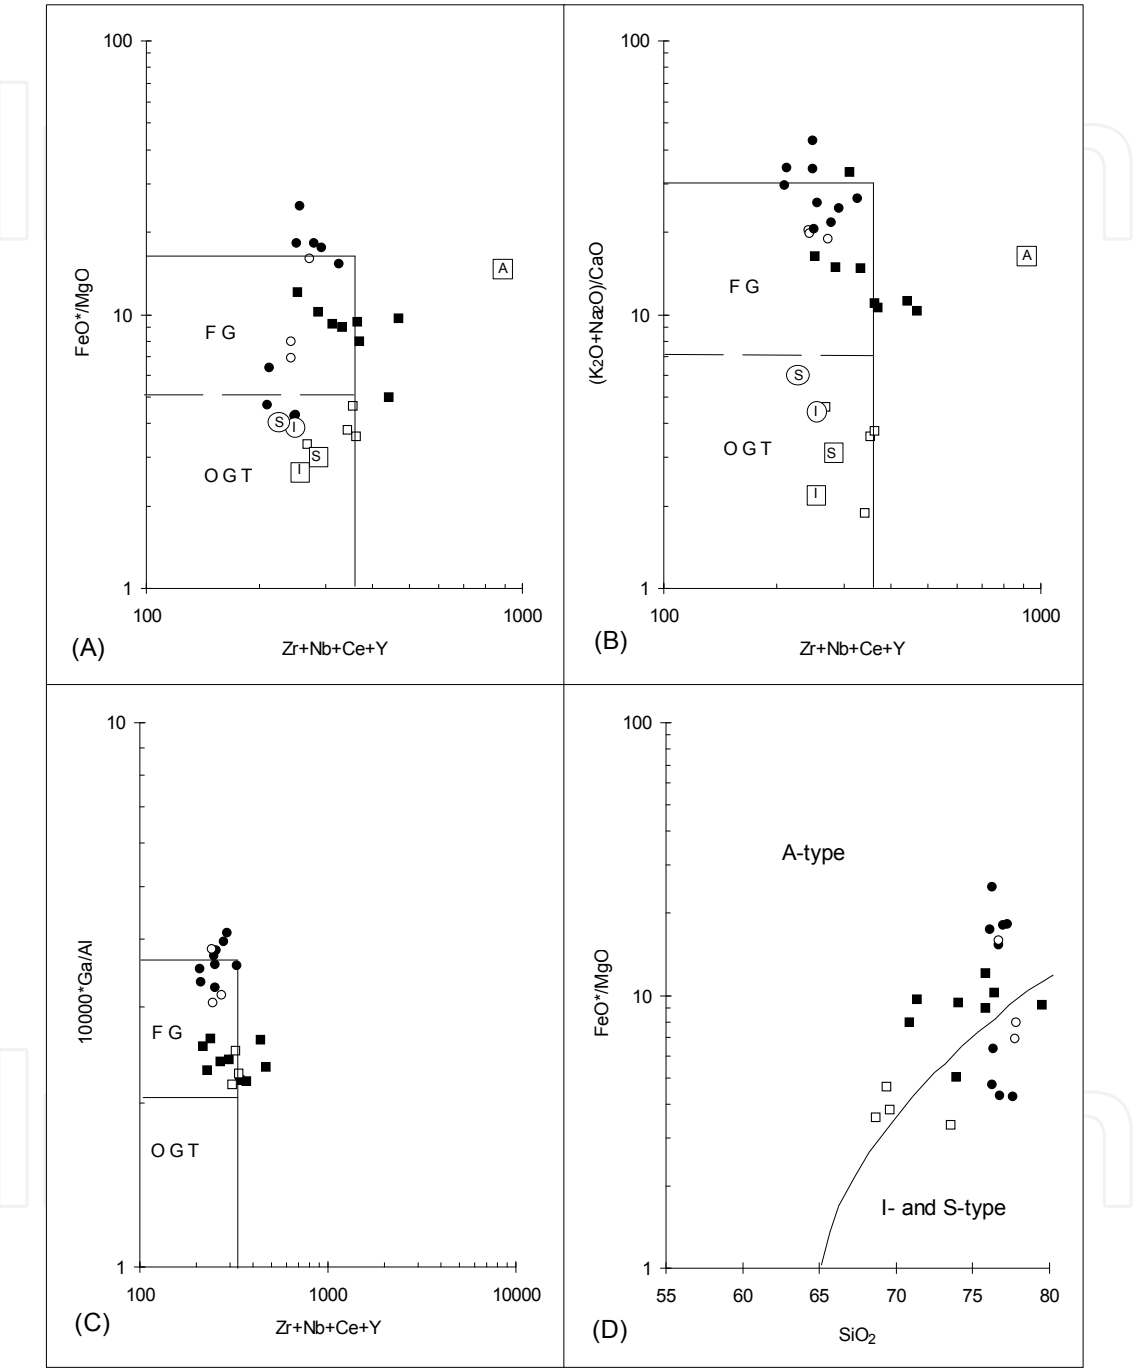 100
FeO*/MgO
A
10
F G
S
I
S
O G T
I
1
100
1000
(A)
Zr+Nb+Ce+Y
100
(K2O+Na2O)/CaO
A
F G
10
S
I
O G T
S
I
1
100
1000
(B)
Zr+Nb+Ce+Y
10
10000*Ga/Al
F G
O G T
1
100
1000
10000
(C)
Zr+Nb+Ce+Y
100
A-type
FeO*/MgO
10
I- and S-type
1
55
60
65
70
75
80
(D)
SiO2